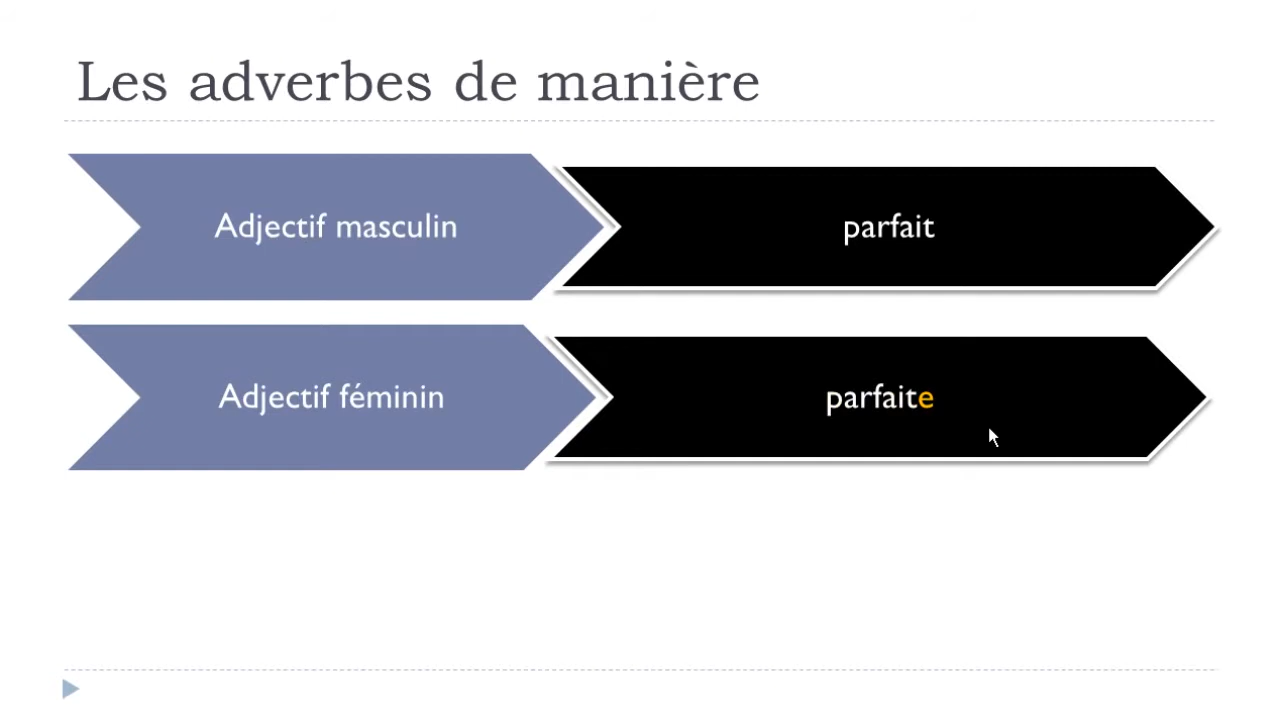 Les adverbes de manière
Adjectif masculin
parfait
Adjectif féminin
parfaite